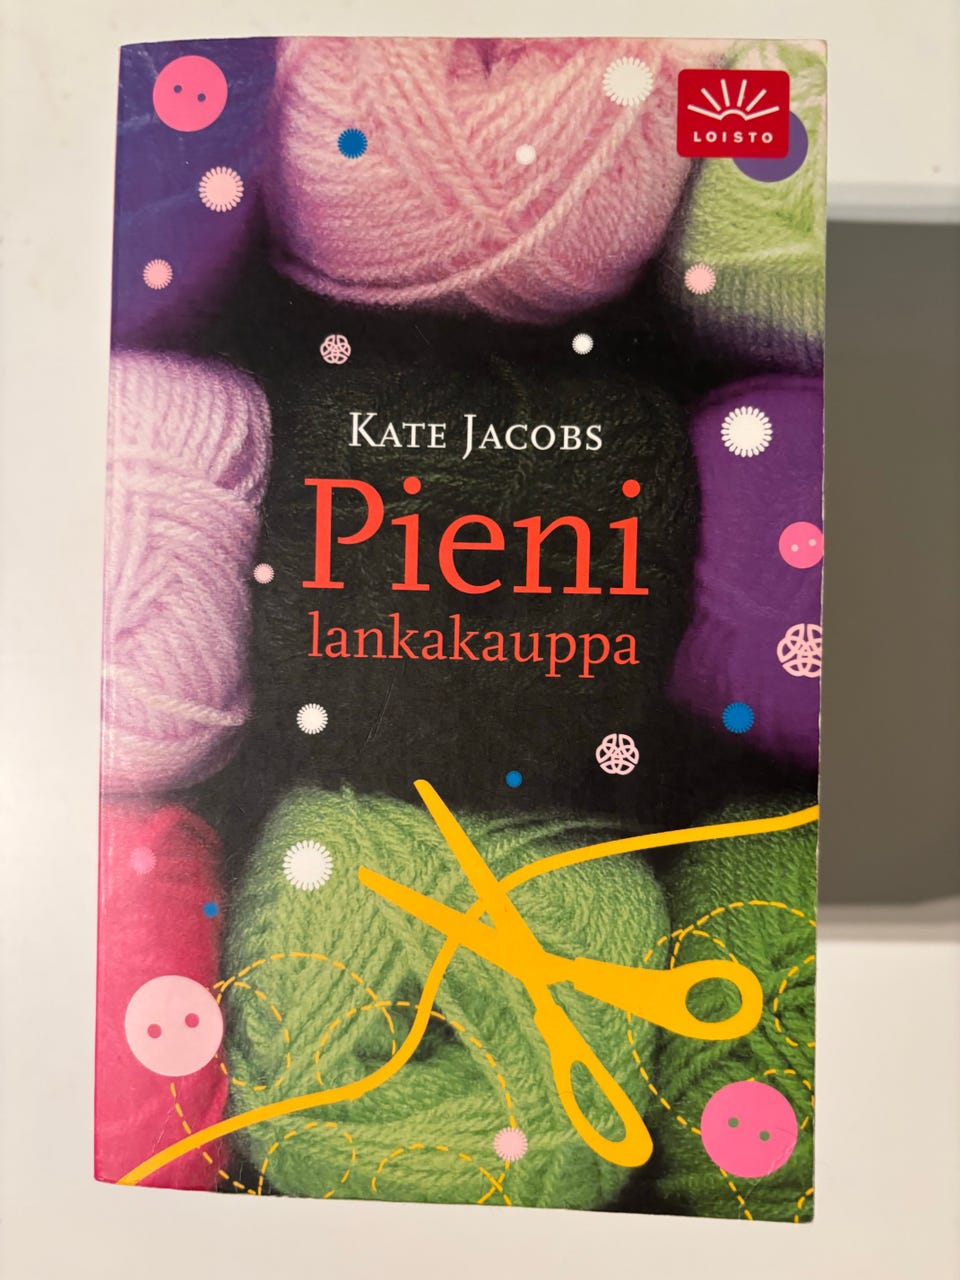 LOISTO
KATE JACOBS
Pieni
lankakauppa